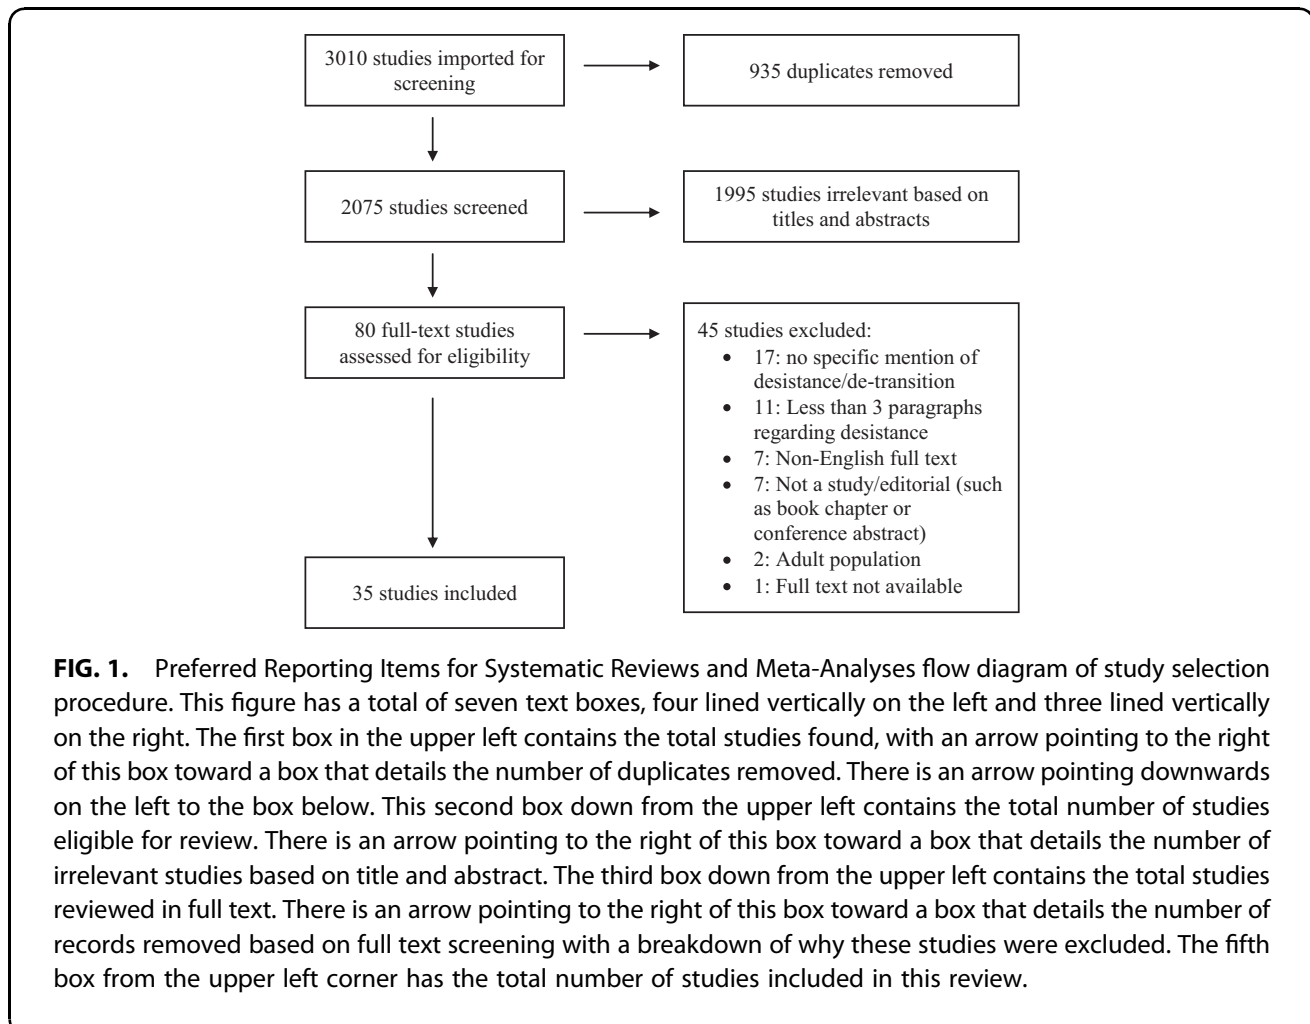 3010 studies imported for
screening
935 duplicates removed
2075 studies screened
1995 studies irrelevant based on
titles and abstracts
80 full-text studies
assessed for eligibility
45 studies excluded:
• 17: no specific mention of
desistance/de-transition
• 11: Less than 3 paragraphs
regarding desistance
• 7: Non-English full text
• 7: Not a study/editorial (such
as book chapter or
conference abstract)
• 2: Adult population
• 1: Full text not available
35 studies included
FIG. 1. Preferred Reporting Items for Systematic Reviews and Meta-Analyses flow diagram of study selection
procedure. This figure has a total of seven text boxes, four lined vertically on the left and three lined vertically
on the right. The first box in the upper left contains the total studies found, with an arrow pointing to the right
of this box toward a box that details the number of duplicates removed. There is an arrow pointing downwards
on the left to the box below. This second box down from the upper left contains the total number of studies
eligible for review. There is an arrow pointing to the right of this box toward a box that details the number of
irrelevant studies based on title and abstract. The third box down from the upper left contains the total studies
reviewed in full text. There is an arrow pointing to the right of this box toward a box that details the number of
records removed based on full text screening with a breakdown of why these studies were excluded. The fifth
box from the upper left corner has the total number of studies included in this review.